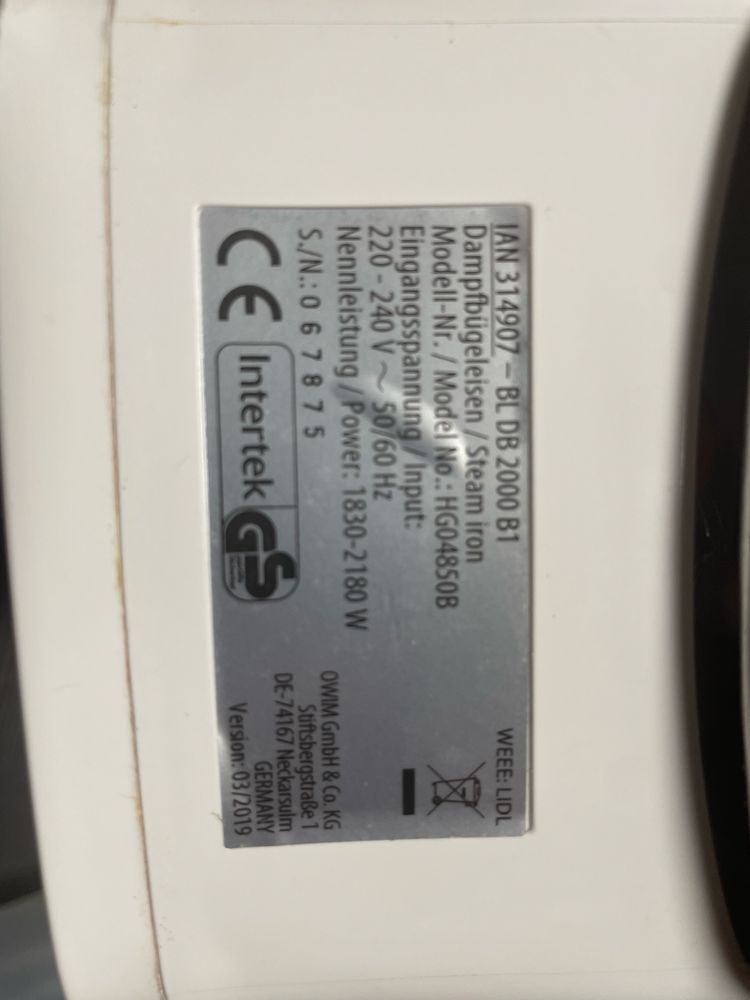 IAN 314907 – BL DB 2000 B1
Dampfbügeleisen / Steam iron
Modell-Nr. / Model No.: HG04850B
Eingangsspannung / Input:
220 - 240 V ~ 50/60 Hz
Nennleistung / Power: 1830-2180 W
S./N.: 0 6 7 8 7 5
CE
Intertek
GS
WEEE: LIDL
OWIM GmbH & Co. KG
Stiftsbergstraße 1
DE-74167 Neckarsulm
GERMANY
Version: 03/2019